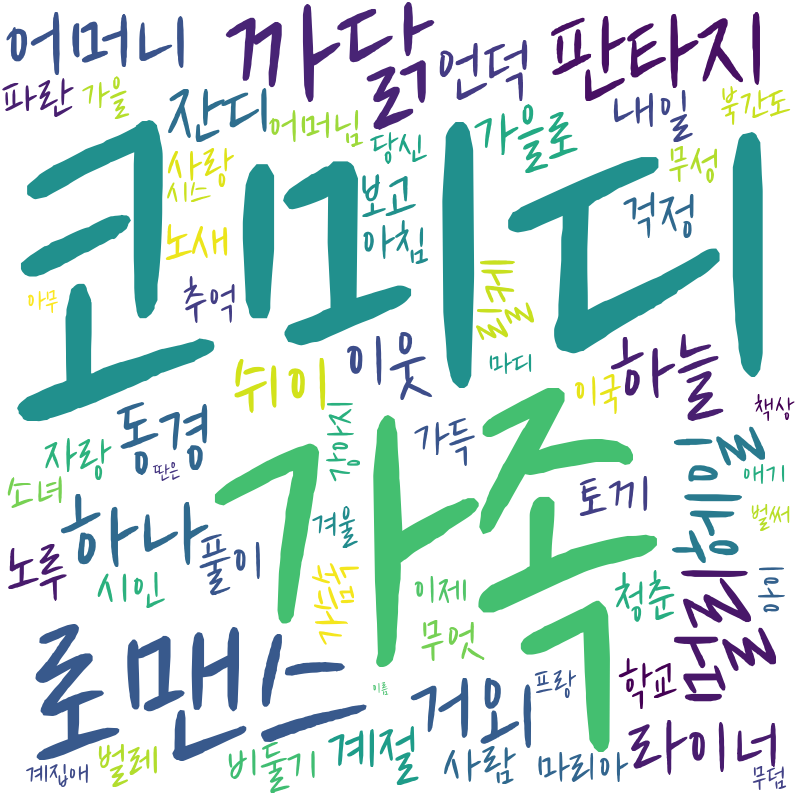 어머니
까닭
언덕
판타지
파란
가을
잔디
어머님
당신
가을로
내일
북간도
코미디
사랑
시스
보고
무성
노새
아침
걱정
아무
추억
릴케
쉬이
이웃
마디
하늘
이국
책상
동경
강아지
가득
가족
자랑
딴은
소녀
하나
겨울
토끼
애기
벌써
노루
시인
풀이
가슴속
이제
무엇
청춘
멀리
로맨스
이름
거외
프랑
학교
라이너
계집애
벌레
비둘기
계절
사람
마리아
무덤